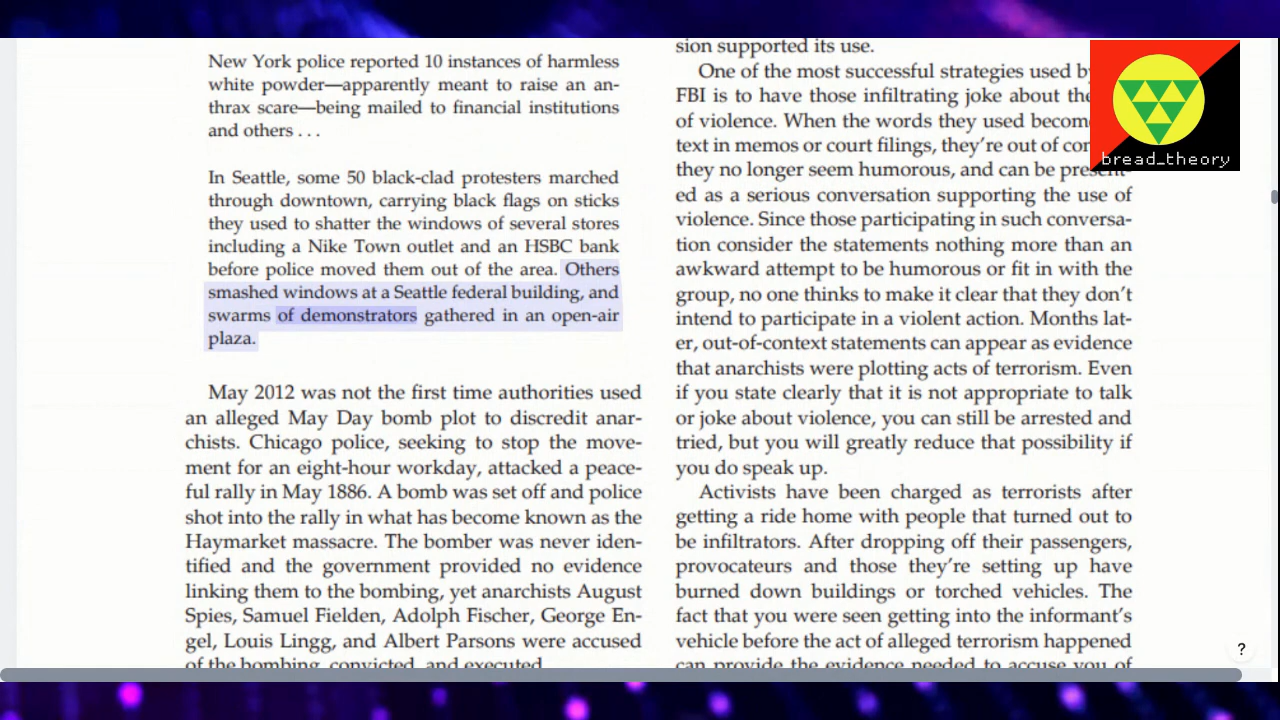 New York police reported 10 instances of harmless
white powder—apparently meant to raise an an-
thrax scare—being mailed to financial institutions
and others . . .
In Seattle, some 50 black-clad protesters marched
through downtown, carrying black flags on sticks
they used to shatter the windows of several stores
including a Nike Town outlet and an HSBC bank
before police moved them out of the area. Others
smashed windows at a Seattle federal building, and
swarms of demonstrators gathered in an open-air
plaza.
May 2012 was not the first time authorities used
an alleged May Day bomb plot to discredit anar-
chists. Chicago police, seeking to stop the move-
ment for an eight-hour workday, attacked a peace-
ful rally in May 1886. A bomb was set off and police
shot into the rally in what has become known as the
Haymarket massacre. The bomber was never iden-
tified and the government provided no evidence
linking them to the bombing, yet anarchists August
Spies, Samuel Fielden, Adolph Fischer, George En-
gel, Louis Lingg, and Albert Parsons were accused
of the bombing, convicted, and executed.
sion supported its use.
One of the most successful strategies used by
FBI is to have those infiltrating joke about the
of violence. When the words they used become
text in memos or court filings, they're out of con
they no longer seem humorous, and can be present-
ed as a serious conversation supporting the use of
violence. Since those participating in such conversa-
tion consider the statements nothing more than an
awkward attempt to be humorous or fit in with the
group, no one thinks to make it clear that they don't
intend to participate in a violent action. Months lat-
er, out-of-context statements can appear as evidence
that anarchists were plotting acts of terrorism. Even
if you state clearly that it is not appropriate to talk
or joke about violence, you can still be arrested and
tried, but you will greatly reduce that possibility if
you do speak up.
Activists have been charged as terrorists after
getting a ride home with people that turned out to
be infiltrators. After dropping off their passengers,
provocateurs and those they're setting up have
burned down buildings or torched vehicles. The
fact that you were seen getting into the informant's
vehicle before the act of alleged terrorism happened
can provide the evidence needed to accuse you of
bread_theory
?